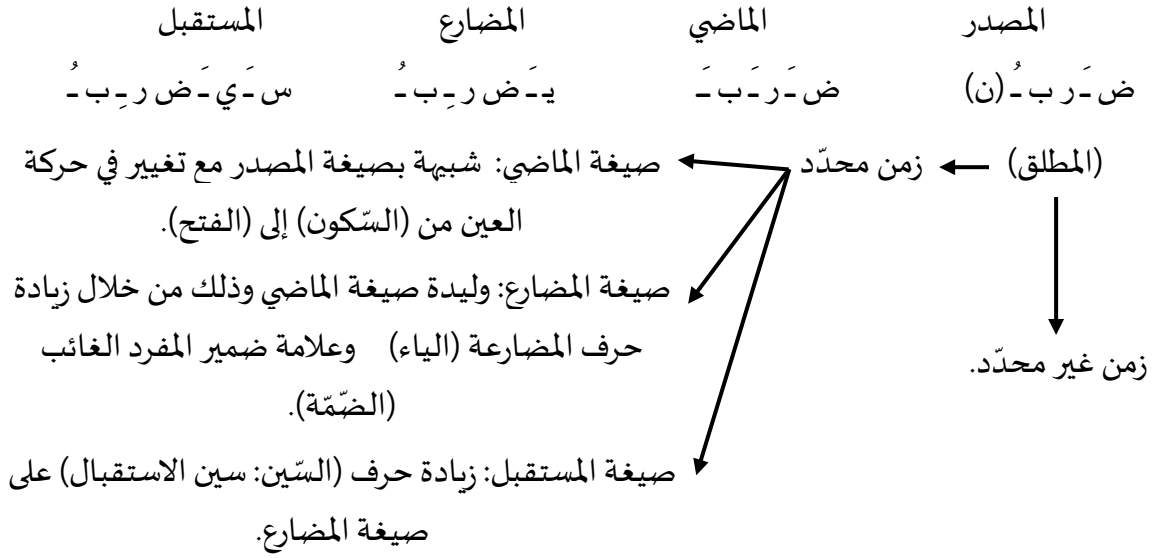 المصدر الماضي المضارع المستقبل
ض ـَ ر ب ـُ (ن) ض ـَ ر ـَ ب ـَ يـَ ض ر ـِ ب ـُ س ـَ ي ـَ ض ر ـِ ب ـُ
(المطلق) زمن محدّد صيغة الماضي: شبيهة بصيغة المصدر مع تغيير في حركة
العين من (السّكون) إلى (الفتح).
صيغة المضارع: وليدة صيغة الماضي وذلك من خلال زيادة
حرف المضارعة (الياء) وعلامة ضمير المفرد الغائب
زمن غير محدّد.
(الضّمّة).
صيغة المستقبل: زيادة حرف (السّين: سين الاستقبال) على
صيغة المضارع.